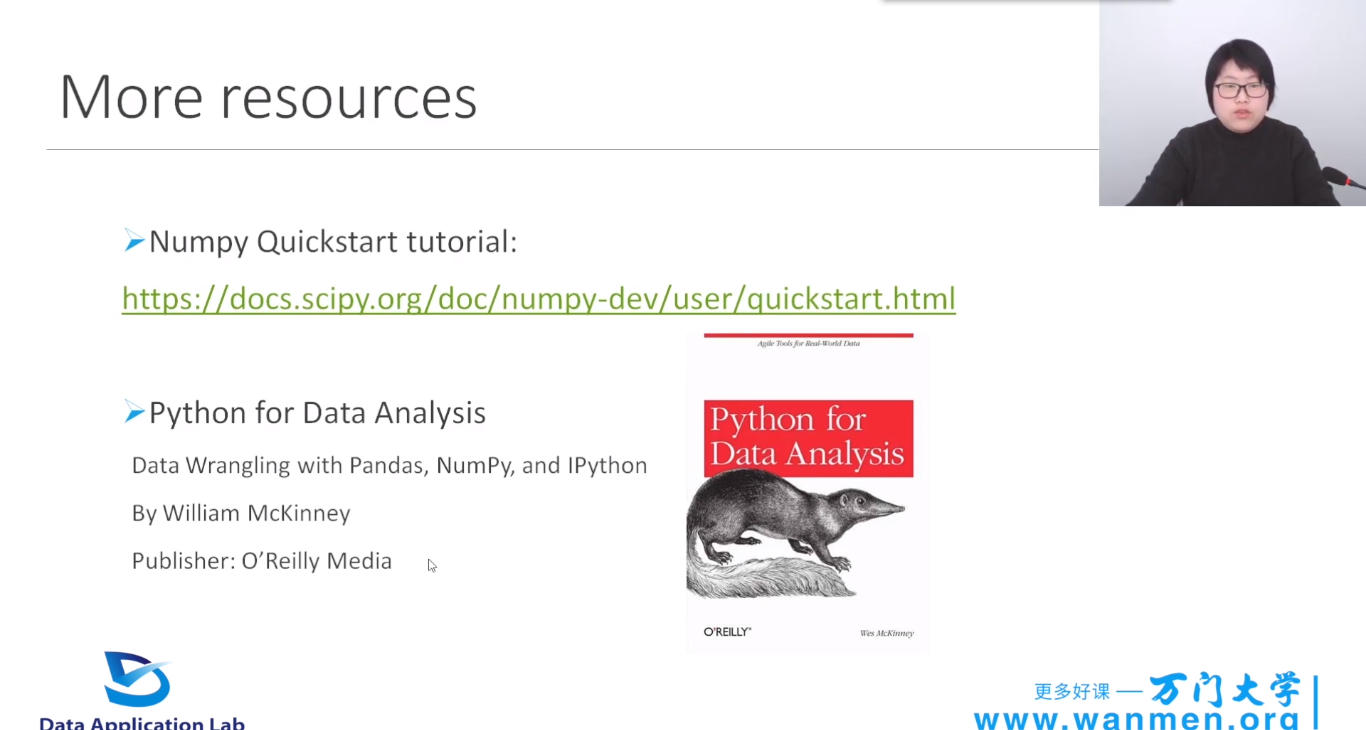 More resources
Numpy Quickstart tutorial:
https://docs.scipy.org/doc/numpy-dev/user/quickstart.html
Python for Data Analysis
Data Wrangling with Pandas, NumPy, and IPython
By William McKinney
Publisher: O’Reilly Media
Agile Tools for Real-World Data
Python for
Data Analysis
O'REILLY®
Wes McKinney
Data Application Lab
更多好课 — 万门大学
www.wanmen.org